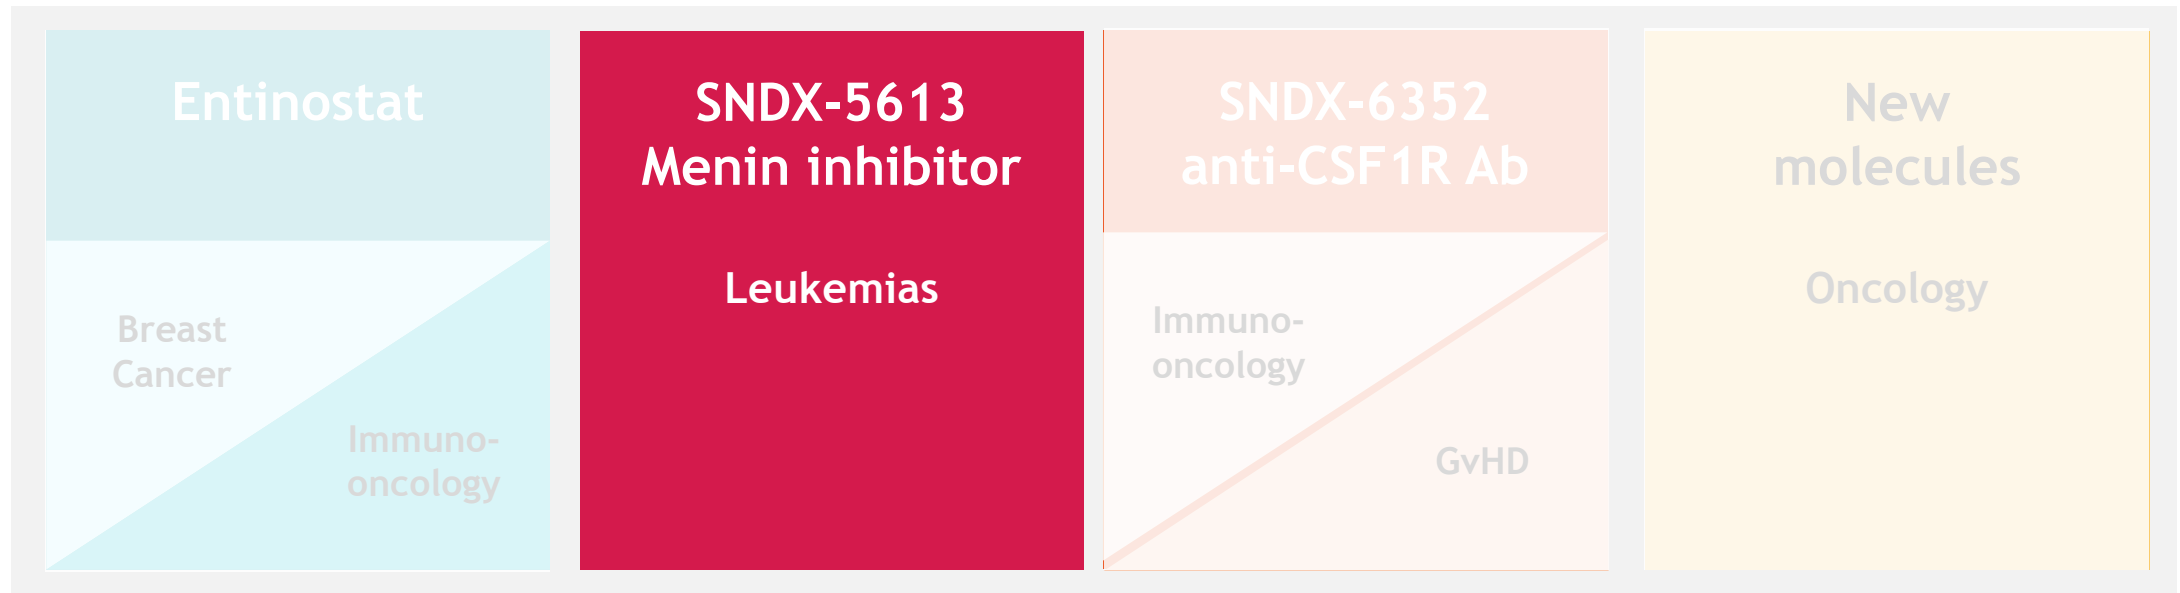 Entinostat
Breast
Cancer
Immuno-
oncology
SNDX-5613
Menin inhibitor
Leukemias
SNDX-6352
anti-CSF1R Ab
Immuno-
oncology
GvHD
New
molecules
Oncology